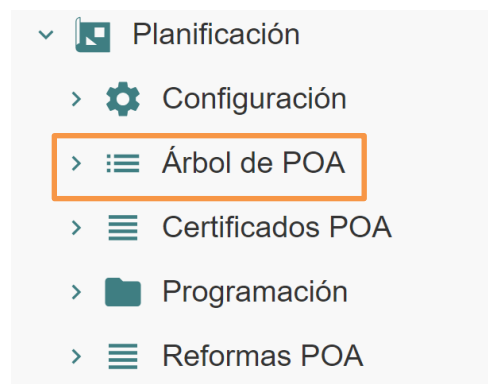 Planificación
Configuración
Árbol de POA
Certificados POA
Programación
Reformas POA